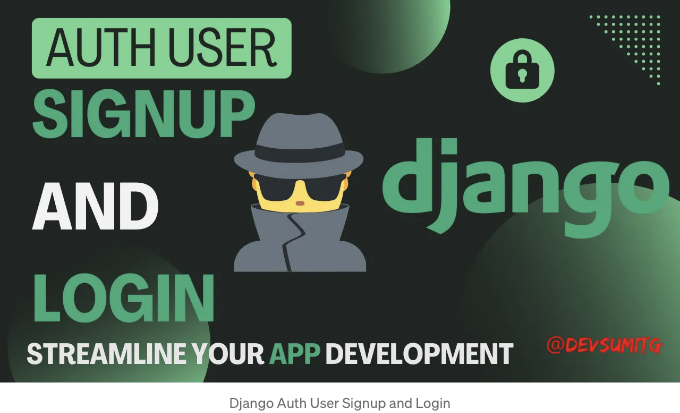 AUTH USER
SIGNUP
AND
LOGIN
django
STREAMLINE YOUR APP DEVELOPMENT
@DEVSUMITG
Django Auth User Signup and Login